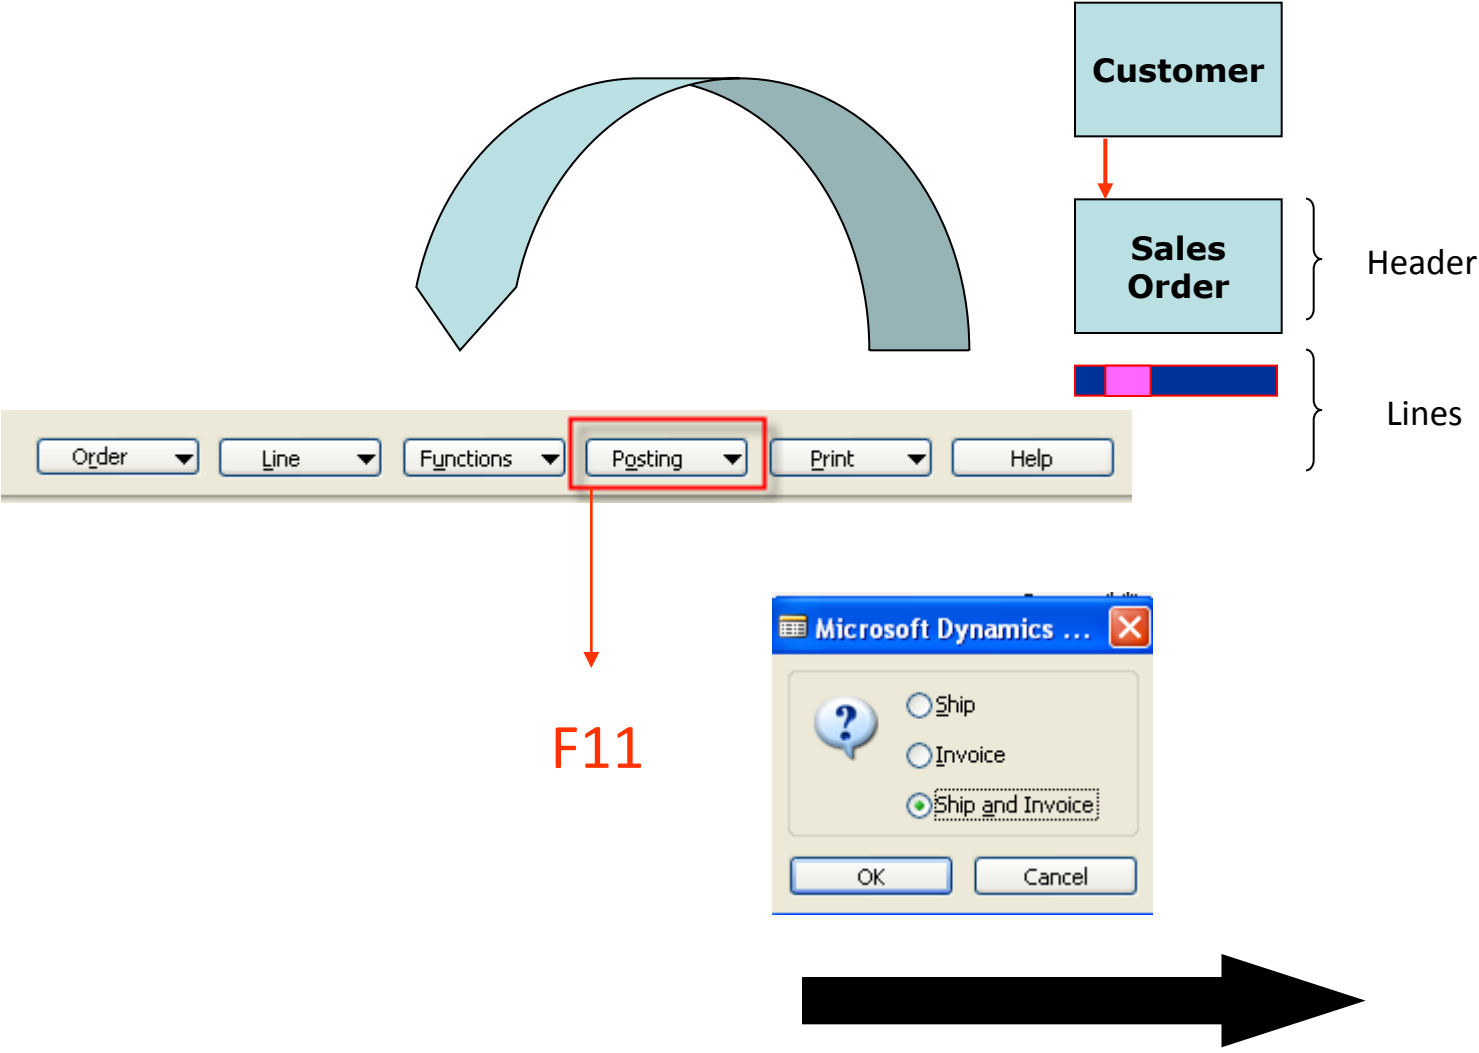 Customer
Sales
Order
Header
Lines
Order
Line
Functions
Posting
Print
Help
F11
Microsoft Dynamics ...
Ship
Invoice
Ship and Invoice
OK
Cancel